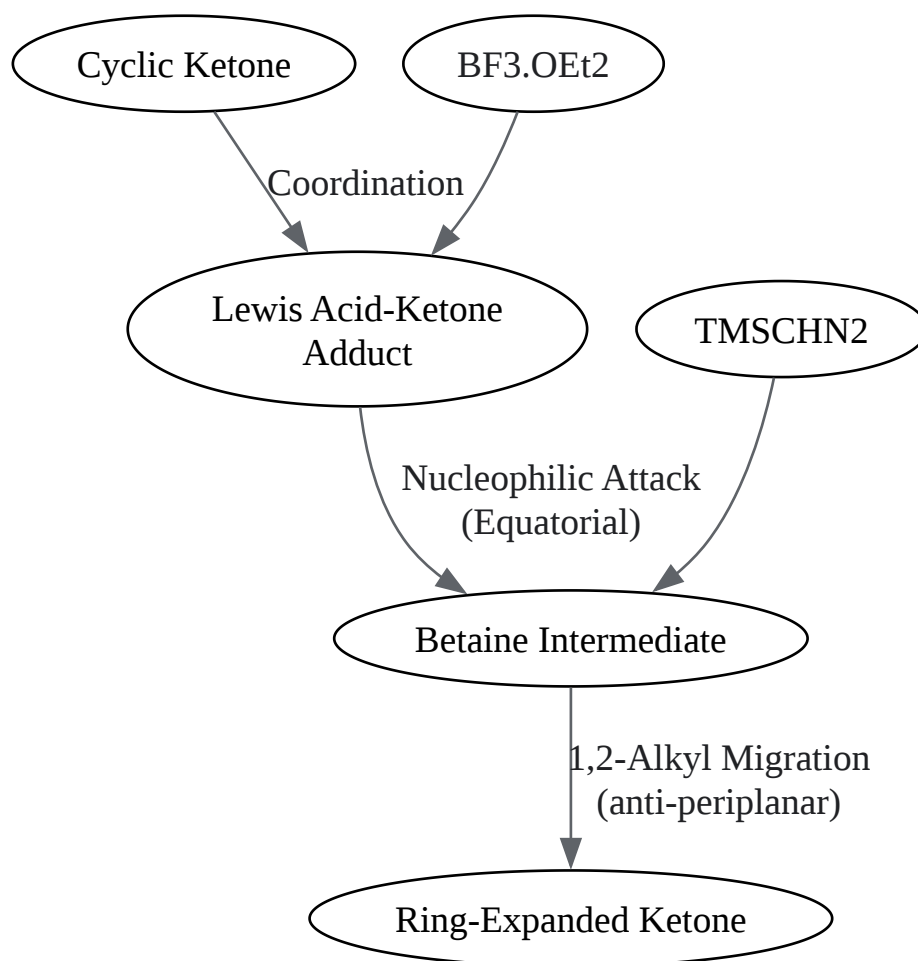 Cyclic Ketone
BF3.OEt2
Coordination
Lewis Acid-Ketone
Adduct
TMSCHN2
Nucleophilic Attack
(Equatorial)
Betaine Intermediate
1,2-Alkyl Migration
(anti-periplanar)
Ring-Expanded Ketone